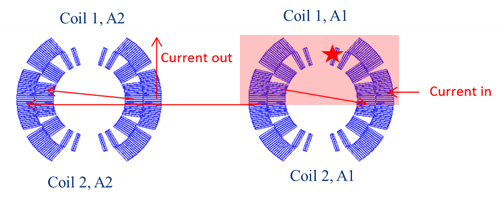 Coil 1, A2
Coil 1, A1
Current out
Current in
Coil 2, A2
Coil 2, A1